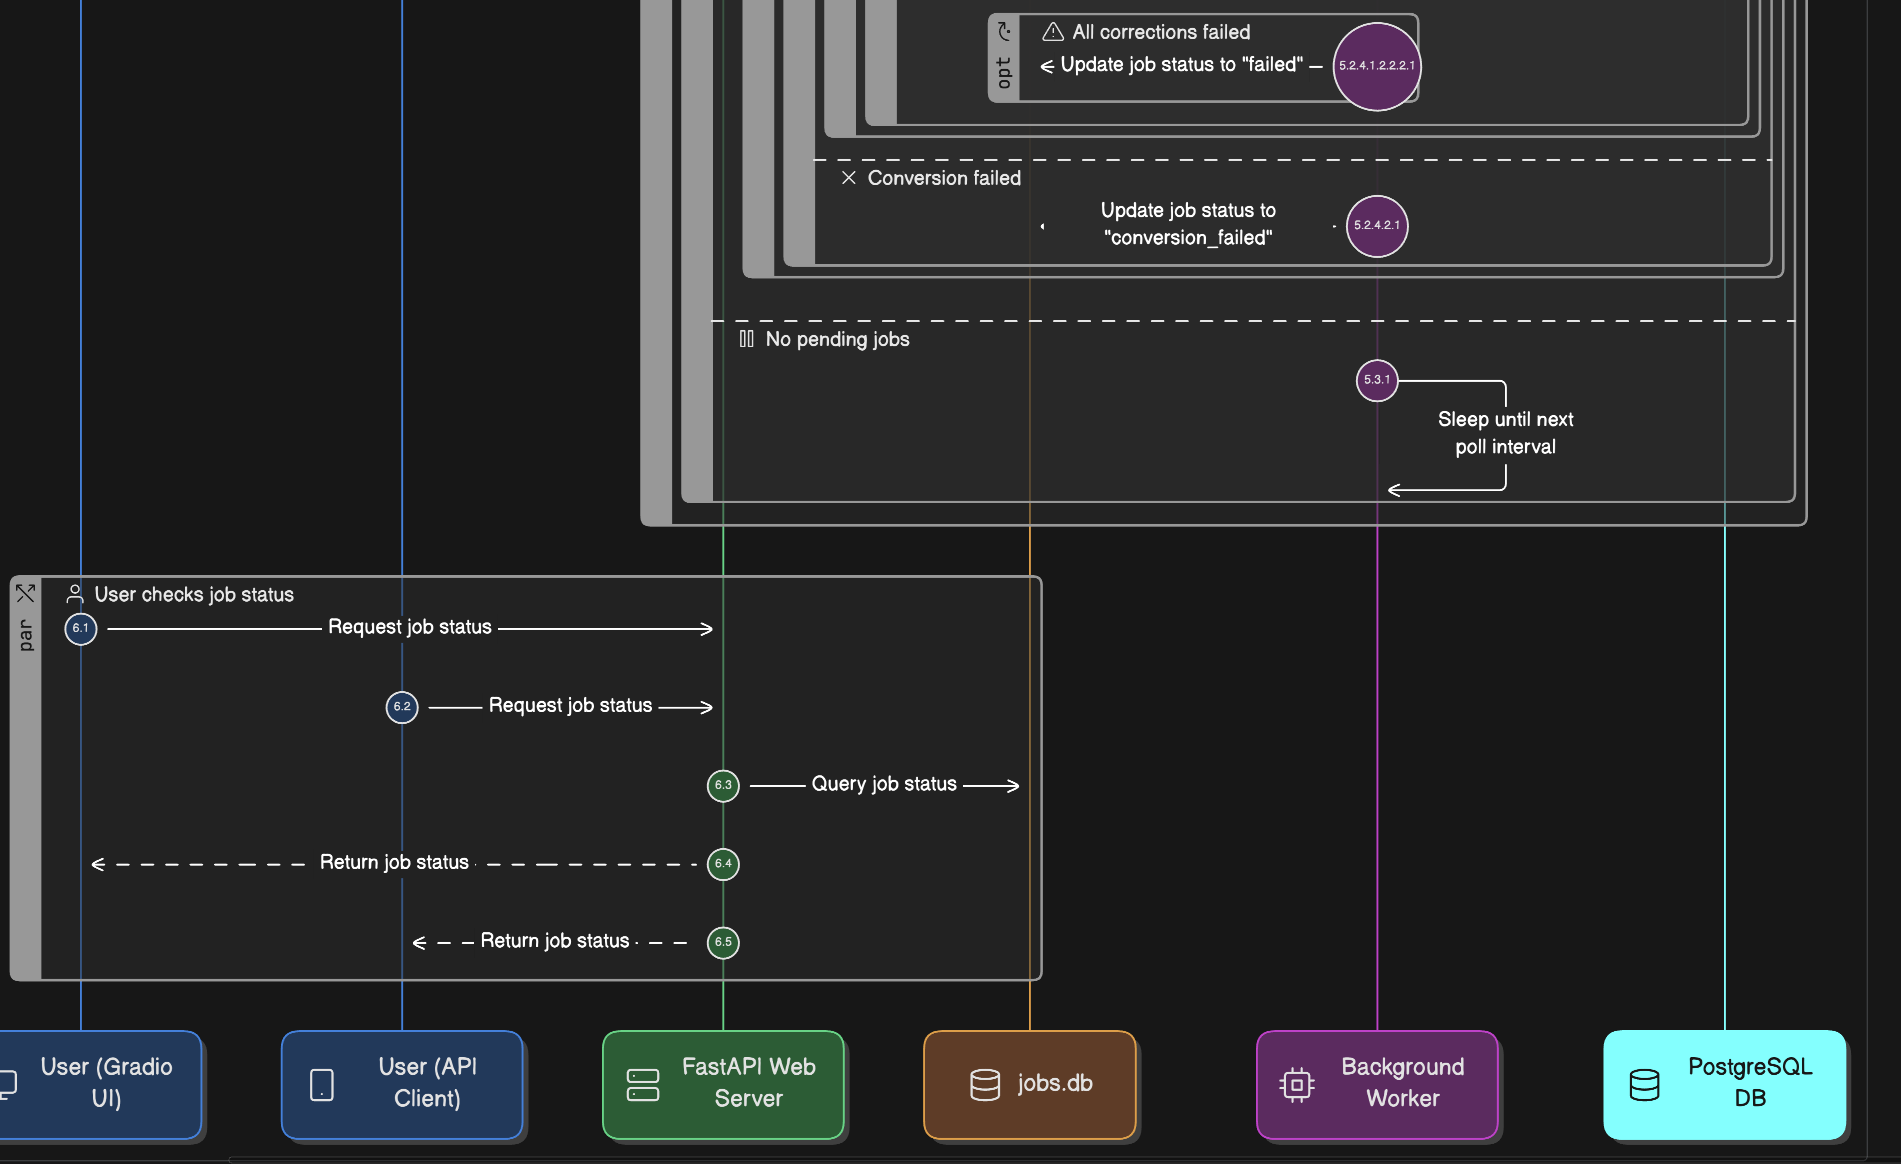 opt
All corrections failed
Update job status to "failed"
5.2.4.1.2.2.2.1
Conversion failed
Update job status to
"conversion_failed"
5.2.4.2.1
No pending jobs
5.3.1
Sleep until next
poll interval
par
User checks job status
6.1
Request job status
6.2
Request job status
6.3
Query job status
Return job status
6.4
Return job status
6.5
User (Gradio
UI)
User (API
Client)
FastAPI Web
Server
jobs.db
Background
Worker
PostgreSQL
DB